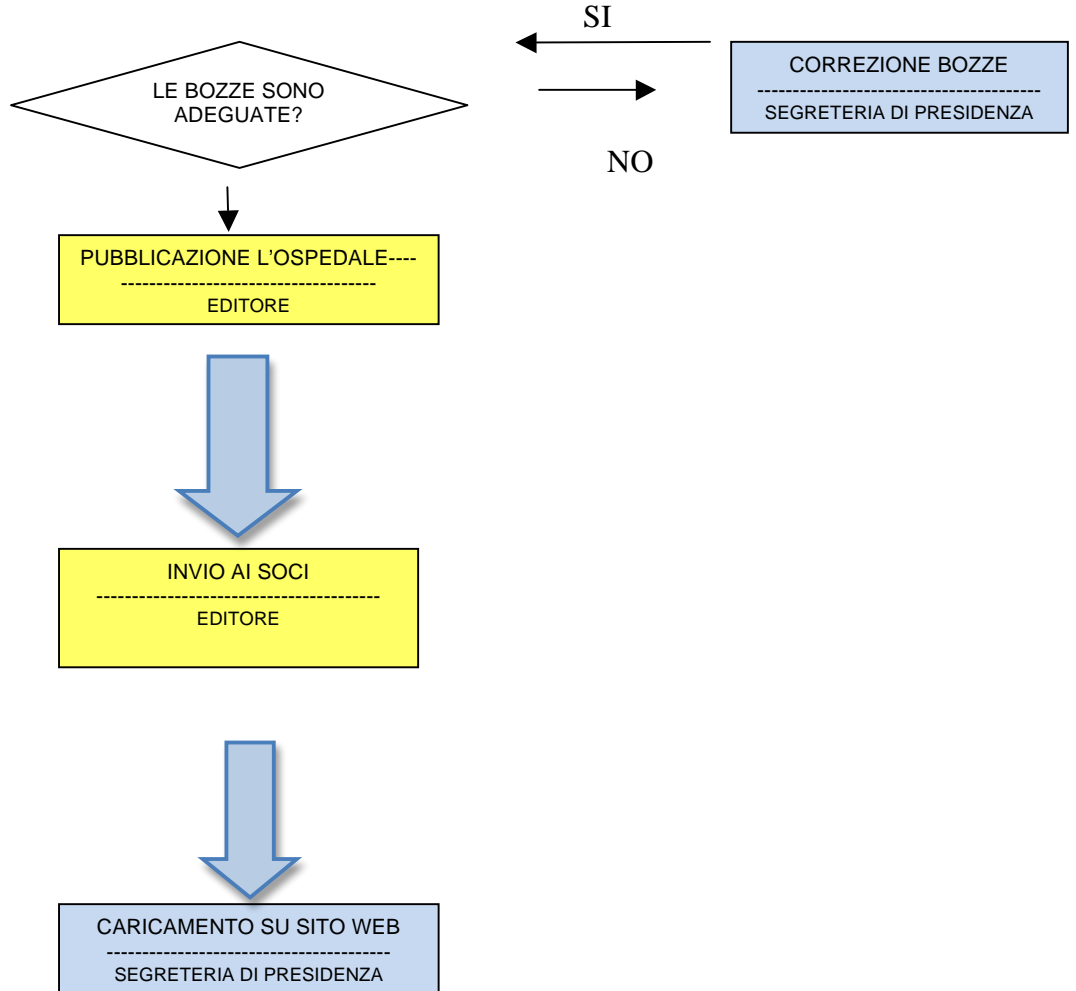 SI
LE BOZZE SONO
ADEGUATE?
CORREZIONE BOZZE
----------------------------------------
SEGRETERIA DI PRESIDENZA
NO
PUBBLICAZIONE L'OSPEDALE----
------------------------------------
EDITORE
INVIO AI SOCI
----------------------------------------
EDITORE
CARICAMENTO SU SITO WEB
----------------------------------------
SEGRETERIA DI PRESIDENZA